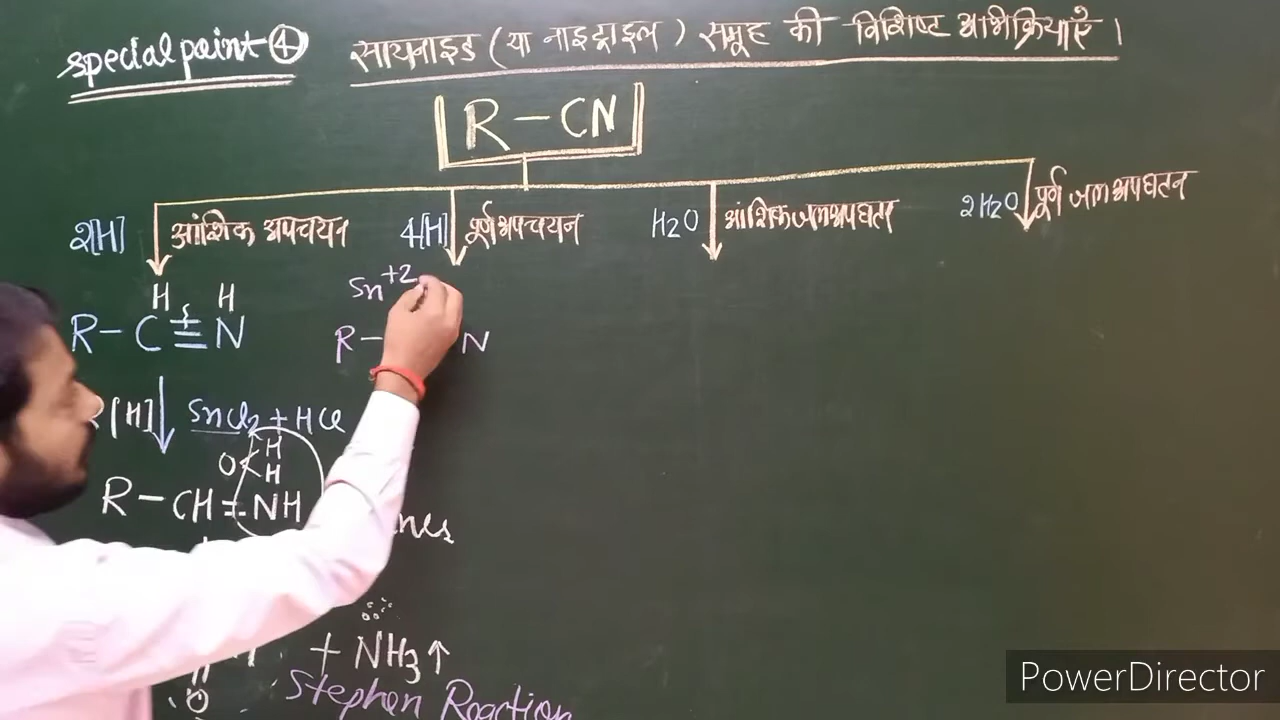 special point ④ सायनाइड (या नाइट्राइल) समूह की विशिष्ट अभिक्रियाएँ।
R – CN
2[H] आंशिक अपचयन 4[H] पूर्ण अपचयन H2O आंशिक जलअपघटन 2H2O पूर्ण जलअपघटन
H H Sn+2
R – C ≡ N R – N
[H] SnCl2 + HCl
H
O H
R – CH = NH
+ NH3 ↑
Stephen Reaction
PowerDirector